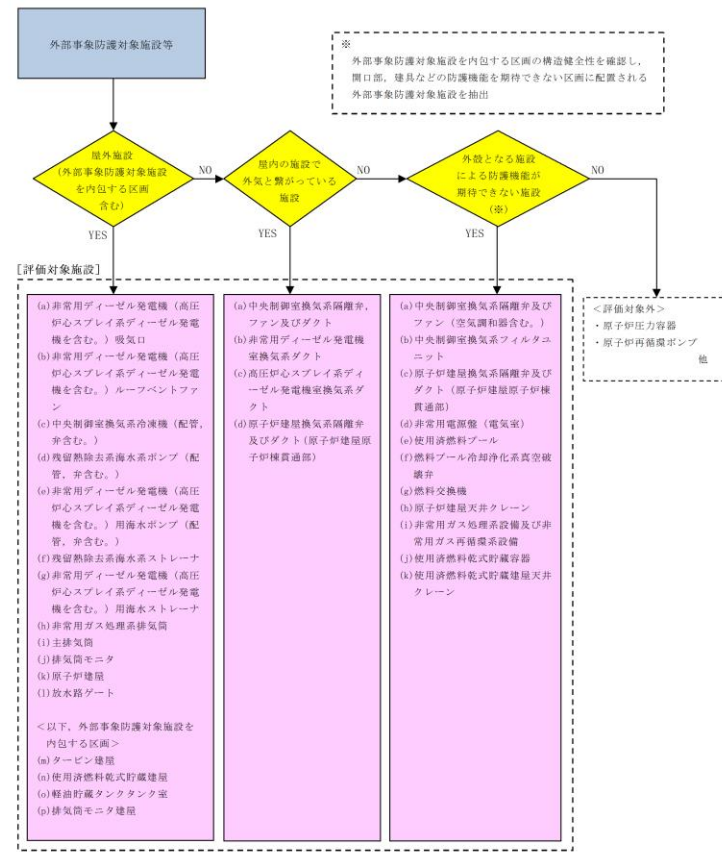 外部事象防護対象施設等
※
外部事象防護対象施設を内包する区画の構造健全性を確認し，
開口部，建具などの防護機能を期待できない区画に配置される
外部事象防護対象施設を抽出
屋外施設
(外部事象防護対象施設
を内包する区画
含む)
NO
屋内の施設で
外気と繋がっている
施設
NO
外殻となる施設
による防護機能が
期待できない施設
(※)
NO
YES
YES
YES
[評価対象施設]
(a)非常用ディーゼル発電機（高圧
炉心スプレイ系ディーゼル発電
機を含む。）吸気口
(b)非常用ディーゼル発電機（高圧
炉心スプレイ系ディーゼル発電
機を含む。）ルーフベントファ
ン
(c)中央制御室換気系冷凍機（配管，
弁含む。）
(d)残留熱除去系海水系ポンプ（配
管，弁含む。）
(e)非常用ディーゼル発電機（高圧
炉心スプレイ系ディーゼル発電
機を含む。）用海水ポンプ（配
管，弁含む。）
(f)残留熱除去系海水系ストレーナ
(g)非常用ディーゼル発電機（高圧
炉心スプレイ系ディーゼル発電
機を含む。）用海水ストレーナ
(h)非常用ガス処理系排気筒
(i)主排気筒
(j)排気筒モニタ
(k)原子炉建屋
(l)放水路ゲート
＜以下，外部事象防護対象施設を
内包する区画＞
(m)タービン建屋
(n)使用済燃料乾式貯蔵建屋
(o)軽油貯蔵タンクタンク室
(p)排気筒モニタ建屋
(a)中央制御室換気系隔離弁，
ファン及びダクト
(b)非常用ディーゼル発電機
室換気系ダクト
(c)高圧炉心スプレイ系ディ
ーゼル発電機室換気系ダ
クト
(d)原子炉建屋換気系隔離弁
及びダクト(原子炉建屋原
子炉棟貫通部)
(a)中央制御室換気系隔離弁及び
ファン（空気調和器含む。）
(b)中央制御室換気系フィルタユ
ニット
(c)原子炉建屋換気系隔離弁及び
ダクト（原子炉建屋原子炉棟
貫通部）
(d)非常用電源盤（電気室）
(e)使用済燃料プール
(f)燃料プール冷却浄化系真空破
壊弁
(g)燃料交換機
(h)原子炉建屋天井クレーン
(i)非常用ガス処理系設備及び非
常用ガス再循環系設備
(j)使用済燃料乾式貯蔵容器
(k)使用済燃料乾式貯蔵建屋天井
クレーン
＜評価対象外＞
・原子炉圧力容器
・原子炉再循環ポンプ
他